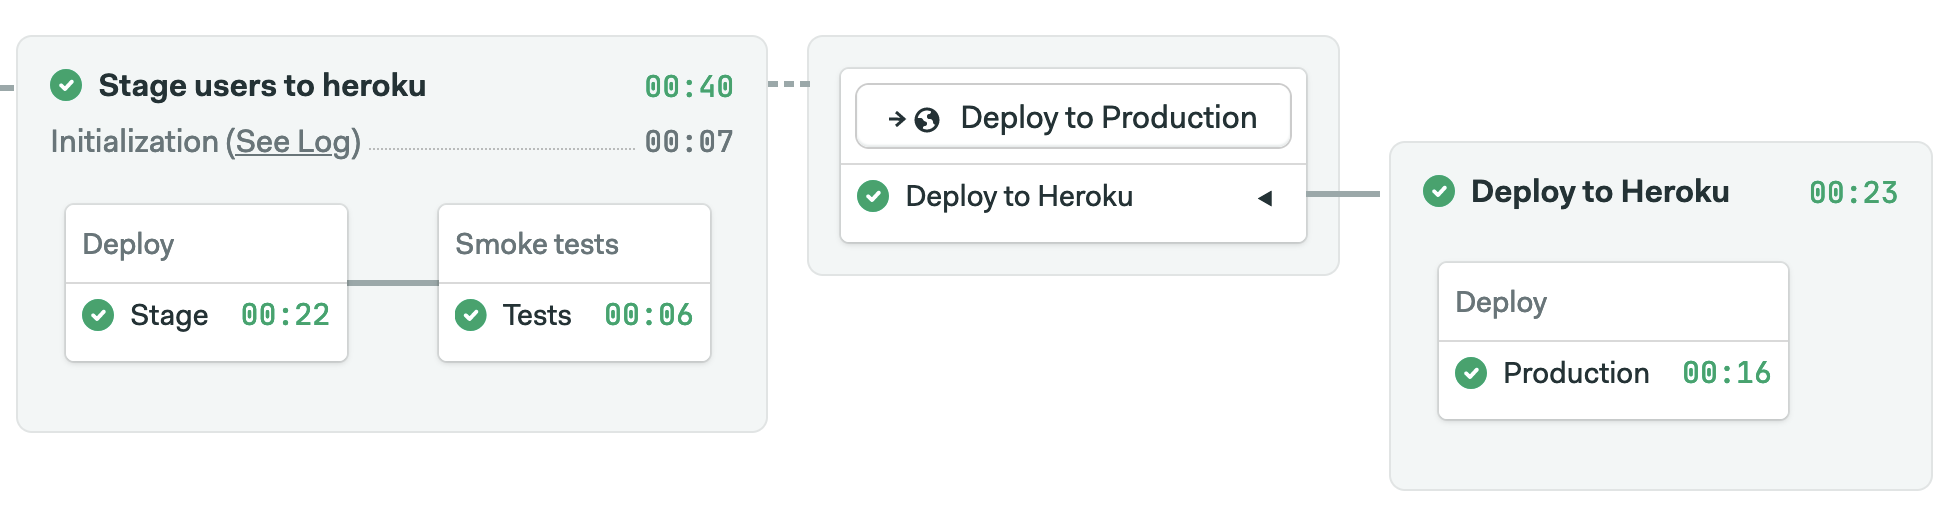 Stage users to heroku 00:40
Initialization (See Log) 00:07
Deploy
Stage 00:22
Smoke tests
Tests 00:06
Deploy to Production
Deploy to Heroku
Deploy to Heroku 00:23
Deploy
Production 00:16